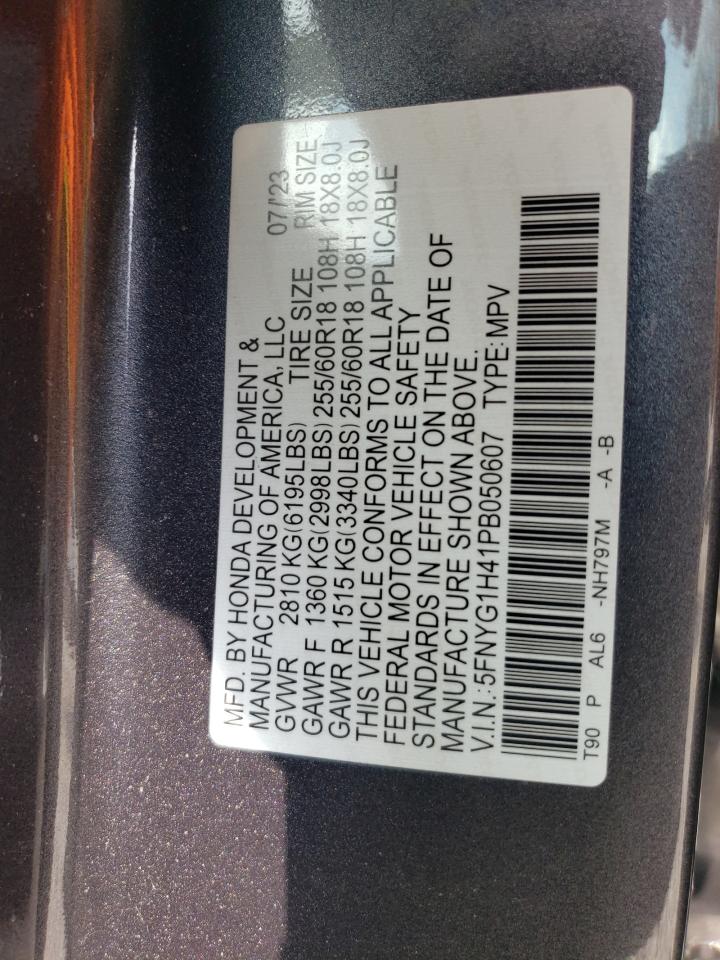 MFD. BY HONDA DEVELOPMENT &
MANUFACTURING OF AMERICA, LLC 07/'23
GVWR 2810 KG(6195LBS) TIRE SIZE RIM SIZE
GAWR F 1360 KG(2998LBS) 255/60R18 108H 18X8.0J
GAWR R 1515 KG(3340LBS) 255/60R18 108H 18X8.0J
THIS VEHICLE CONFORMS TO ALL APPLICABLE
FEDERAL MOTOR VEHICLE SAFETY
STANDARDS IN EFFECT ON THE DATE OF
MANUFACTURE SHOWN ABOVE.
V.I.N.:5FNYG1H41PB050607 TYPE:MPV
T90 P AL6 -NH797M -A -B